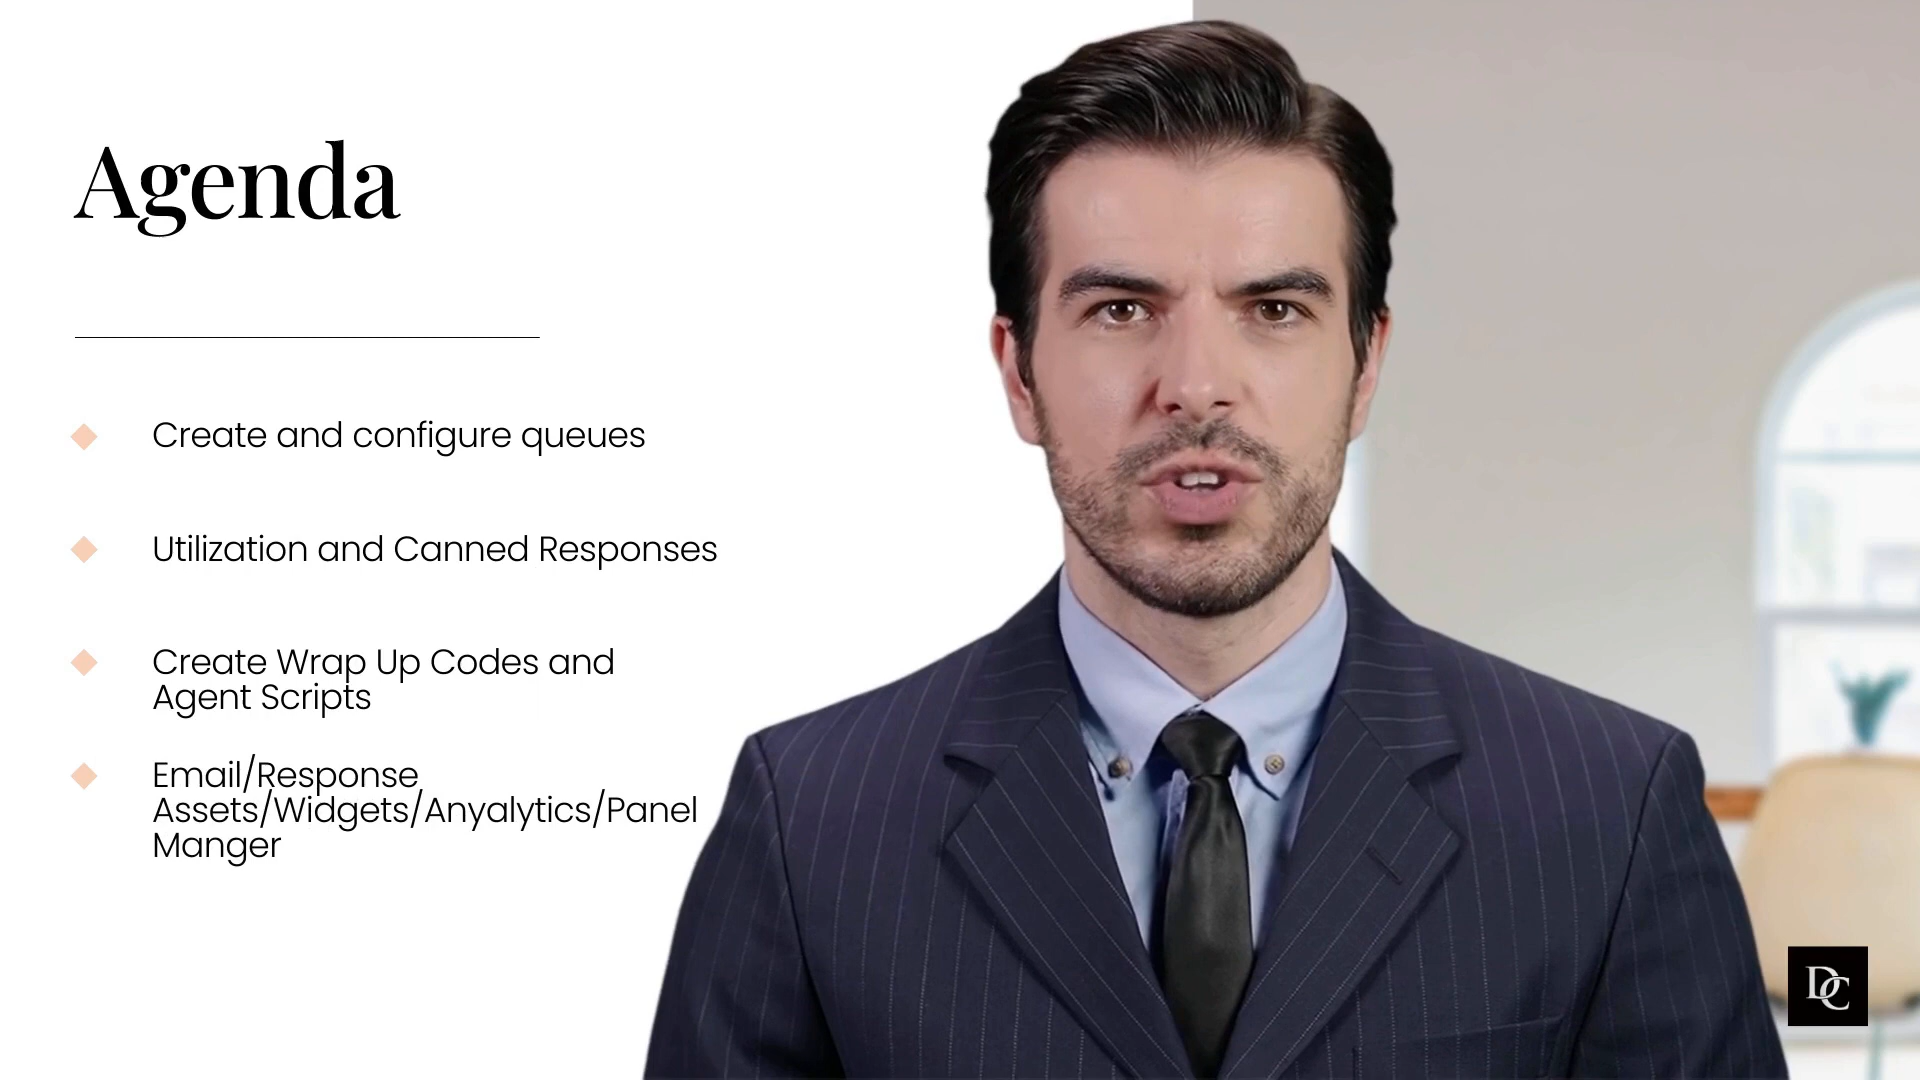 Agenda
Create and configure queues
Utilization and Canned Responses
Create Wrap Up Codes and
Agent Scripts
Email/Response
Assets/Widgets/Anyalytics/Panel
Manger
DC